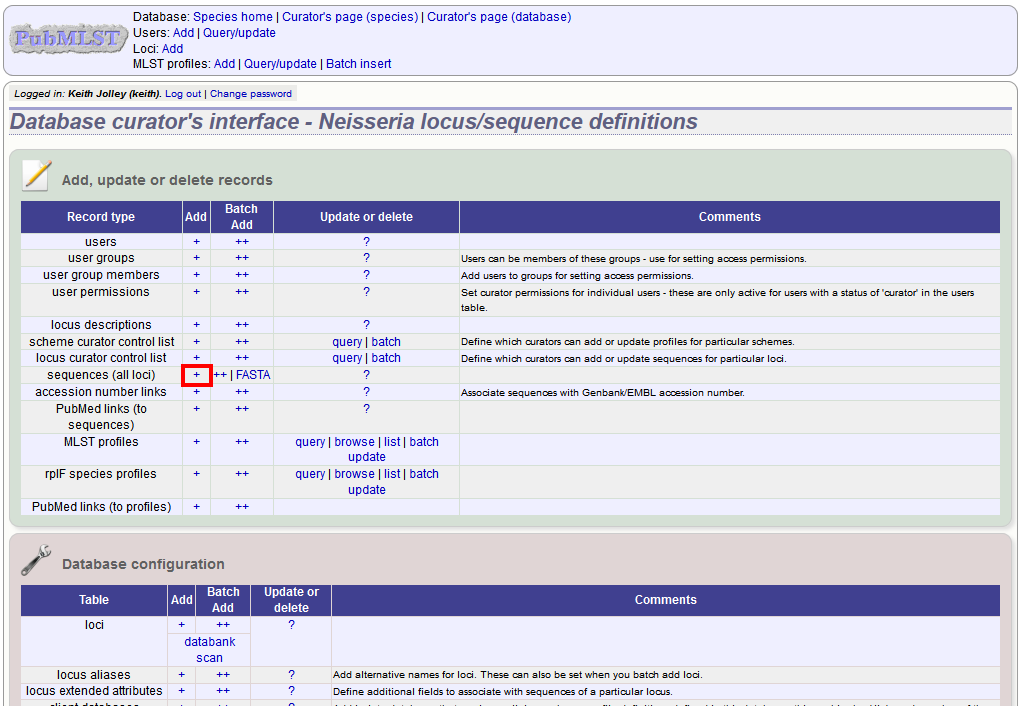 PubMLST
Database: Species home | Curator's page (species) | Curator's page (database)
Users: Add | Query/update
Loci: Add
MLST profiles: Add | Query/update | Batch insert
Logged in: Keith Jolley (keith). Log out | Change password
Database curator's interface - Neisseria locus/sequence definitions
Add, update or delete records
Record type Add Batch Add Update or delete Comments
users + ++ ?
user groups + ++ ? Users can be members of these groups - use for setting access permissions.
user group members + ++ ? Add users to groups for setting access permissions.
user permissions + ++ ? Set curator permissions for individual users - these are only active for users with a status of 'curator' in the users
table.
locus descriptions + ++ ?
scheme curator control list + ++ query | batch Define which curators can add or update profiles for particular schemes.
locus curator control list + ++ query | batch Define which curators can add or update sequences for particular loci.
sequences (all loci) + ++ | FASTA ?
accession number links + ++ ? Associate sequences with Genbank/EMBL accession number.
PubMed links (to + ++ ?
sequences)
MLST profiles + ++ query | browse | list | batch
update
rplF species profiles + ++ query | browse | list | batch
update
PubMed links (to profiles) + ++
Database configuration
Table Add Batch Add Update or delete Comments
loci + ++ ?
databank
scan
locus aliases + ++ ? Add alternative names for loci. These can also be set when you batch add loci.
locus extended attributes + ++ ? Define additional fields to associate with sequences of a particular locus.